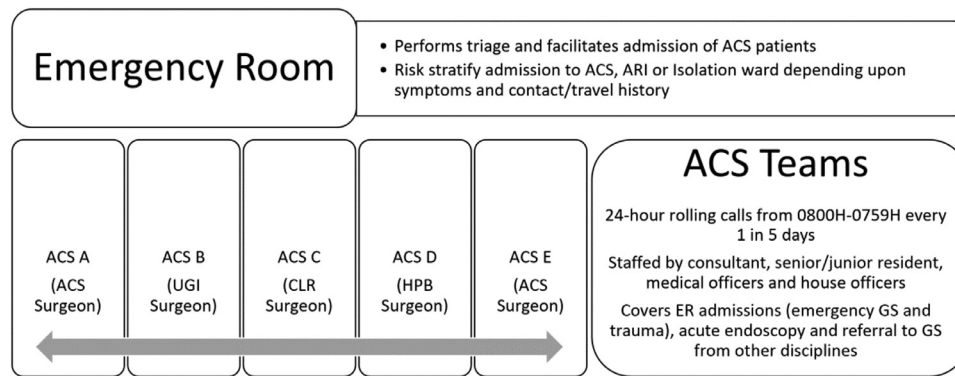 Emergency Room
• Performs triage and facilitates admission of ACS patients
• Risk stratify admission to ACS, ARI or Isolation ward depending upon
symptoms and contact/travel history
ACS A
(ACS
Surgeon)
ACS B
(UGI
Surgeon)
ACS C
(CLR
Surgeon)
ACS D
(HPB
Surgeon)
ACS E
(ACS
Surgeon)
ACS Teams
24-hour rolling calls from 0800H-0759H every
1 in 5 days
Staffed by consultant, senior/junior resident,
medical officers and house officers
Covers ER admissions (emergency GS and
trauma), acute endoscopy and referral to GS
from other disciplines